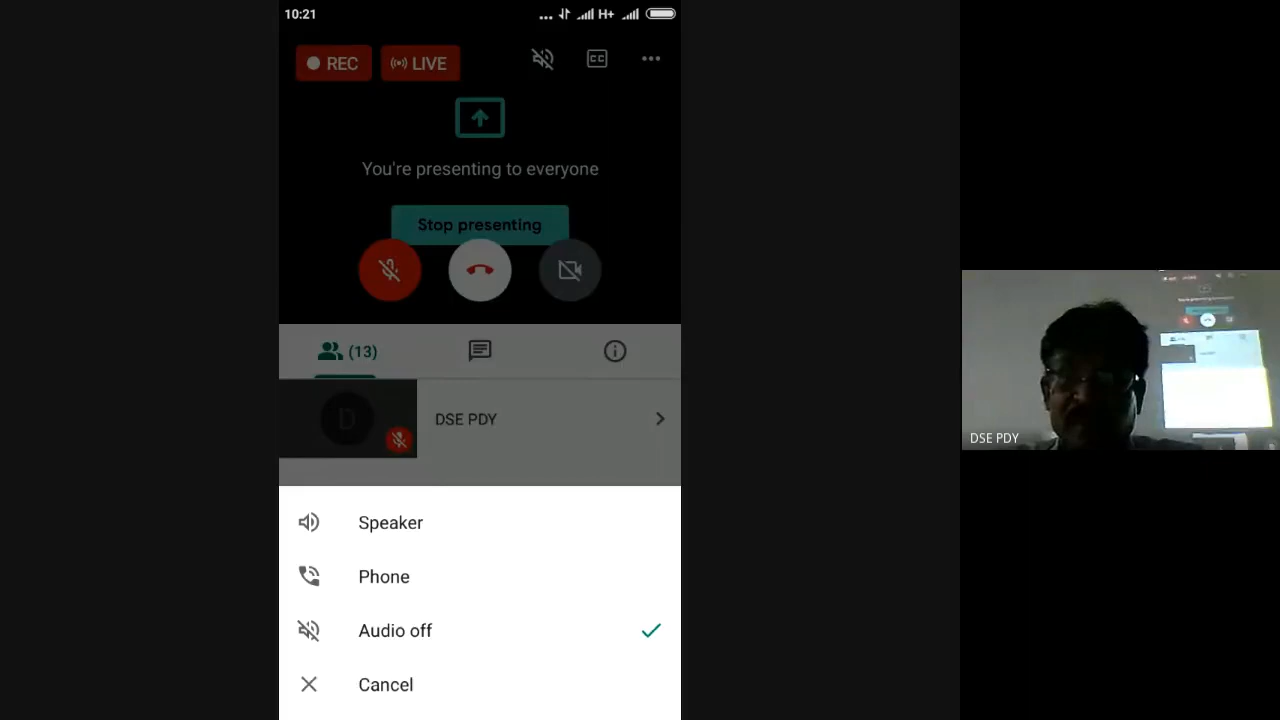 10:21
H+
REC
LIVE
CC
You're presenting to everyone
Stop presenting
(13)
D
DSE PDY
Speaker
Phone
Audio off
Cancel
DSE PDY